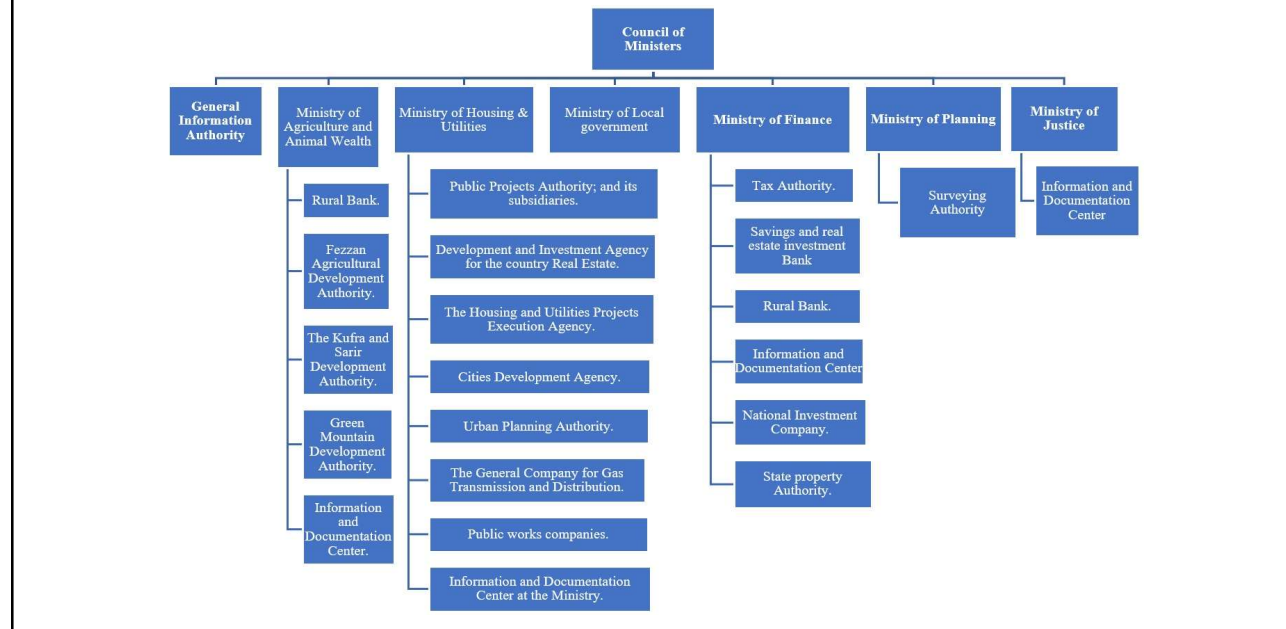 Council of
Ministers
General
Information
Authority
Ministry of
Agriculture and
Animal Wealth
Rural Bank.
Fezzan
Agricultural
Development
Authority.
The Kufra and
Sarir
Development
Authority.
Green
Mountain
Development
Authority.
Information
and
Documentation
Center.
Ministry of Housing &
Utilities
Public Projects Authority; and its
subsidiaries.
Development and Investment Agency
for the country Real Estate.
The Housing and Utilities Projects
Execution Agency.
Cities Development Agency.
Urban Planning Authority.
The General Company for Gas
Transmission and Distribution.
Public works companies.
Information and Documentation
Center at the Ministry.
Ministry of Local
government
Ministry of Finance
Tax Authority.
Savings and real
estate investment
Bank
Rural Bank.
Information and
Documentation Center
National Investment
Company.
State property
Authority.
Ministry of Planning
Surveying
Authority
Ministry of
Justice
Information and
Documentation
Center